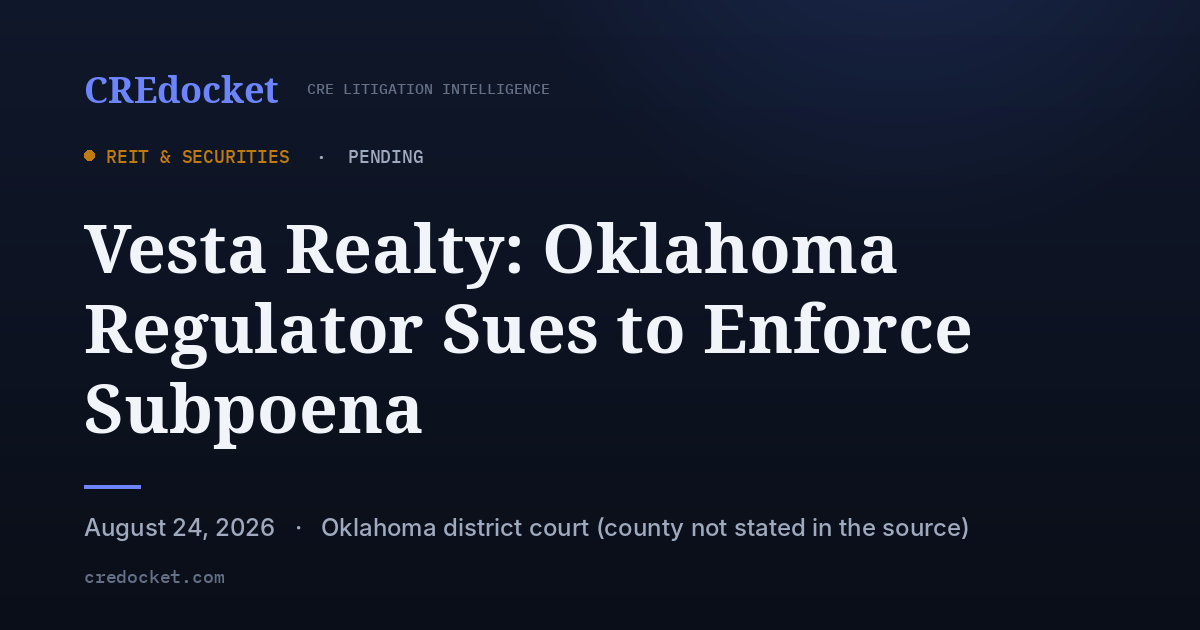 CREdocket CRE LITIGATION INTELLIGENCE
REIT & SECURITIES · PENDING
Vesta Realty: Oklahoma
Regulator Sues to Enforce
Subpoena
August 24, 2026 · Oklahoma district court (county not stated in the source)
credocket.com